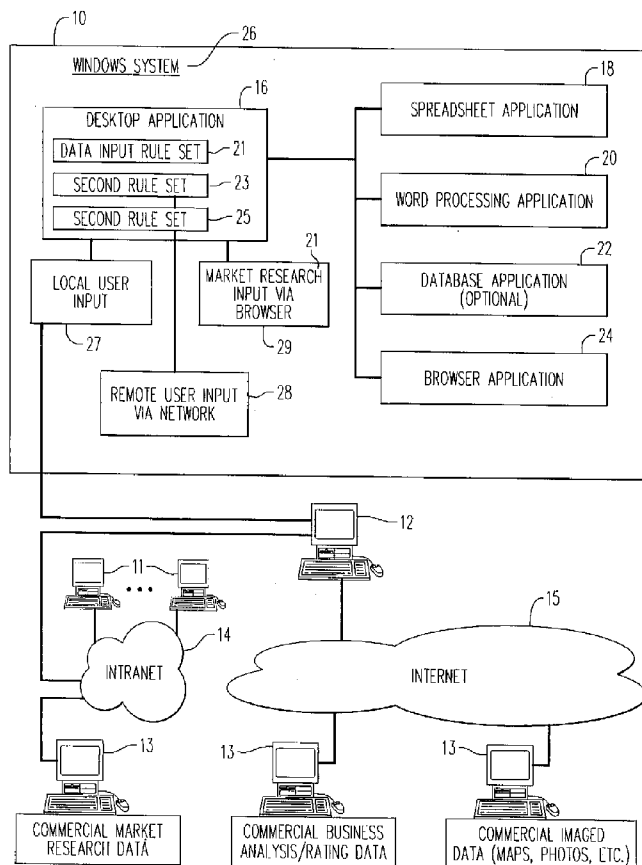 10
WINDOWS SYSTEM
26
16
DESKTOP APPLICATION
DATA INPUT RULE SET
21
SECOND RULE SET
23
SECOND RULE SET
25
18
SPREADSHEET APPLICATION
20
WORD PROCESSING APPLICATION
22
DATABASE APPLICATION
(OPTIONAL)
24
BROWSER APPLICATION
LOCAL USER
INPUT
27
21
MARKET RESEARCH
INPUT VIA
BROWSER
29
REMOTE USER INPUT
VIA NETWORK
28
12
11
14
INTRANET
15
INTERNET
13
COMMERCIAL MARKET
RESEARCH DATA
13
COMMERCIAL BUSINESS
ANALYSIS/RATING DATA
13
COMMERCIAL IMAGED
DATA (MAPS, PHOTOS, ETC.)